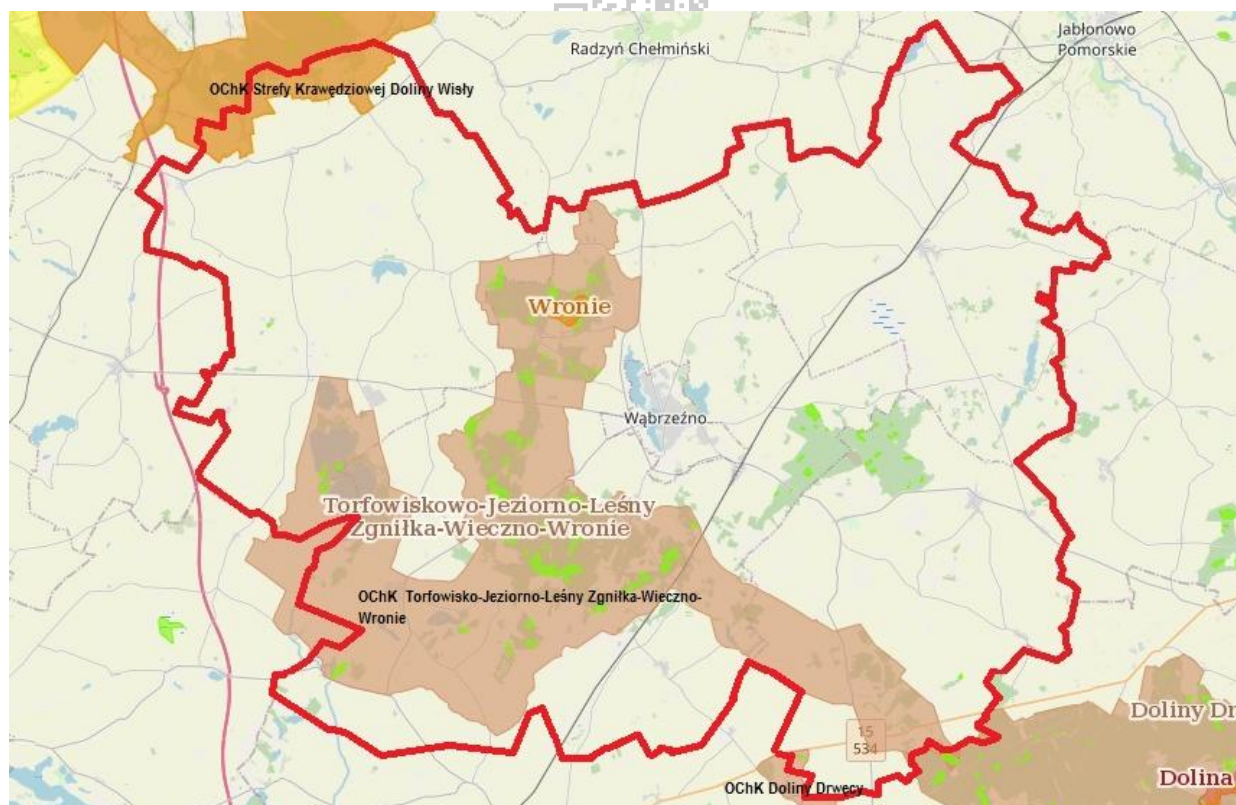 Radzyń Chełmiński
Jabłonowo
Pomorskie
OChK Strefy Krawędziowej Doliny Wisły
Wronie
Wąbrzeźno
Torfowiskowo-Jeziorno-Leśny
Zgniłka-Wieczno-Wronie
OChK Torfowisko-Jeziorno-Leśny Zgniłka-Wieczno-
Wronie
Doliny Dr
15
534
Dolina
OChK Doliny Drwęcy